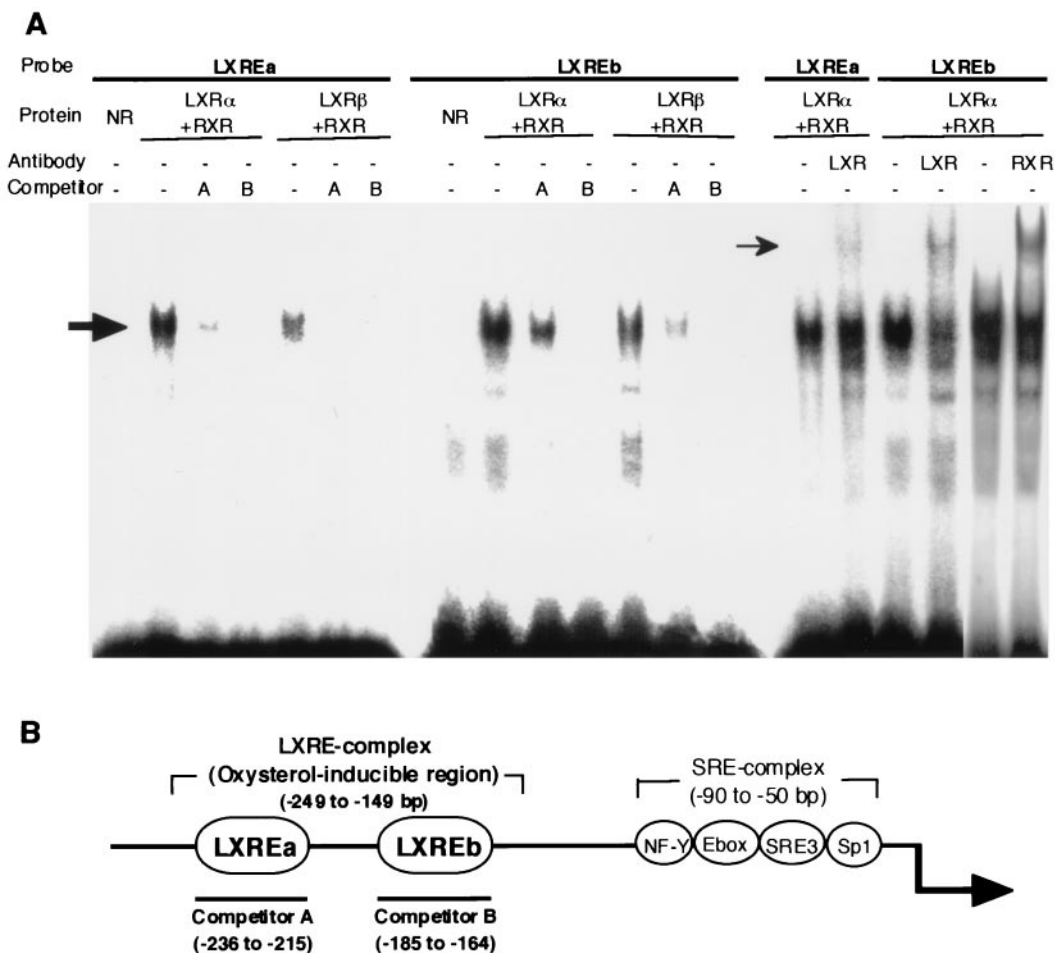 A
Probe LXREa LXREb LXREa LXREb
Protein NR LXRα +RXR LXRβ +RXR NR LXRα +RXR LXRβ +RXR LXRα +RXR LXRα +RXR
Antibody - - - - - - - - - - - - - - - LXR - LXR - RXR
Competitor - - A B - A B - - A B - A B - - - - - -
B
LXRE-complex
(Oxysterol-inducible region)
(-249 to -149 bp)
SRE-complex
(-90 to -50 bp)
LXREa LXREb NF-Y Ebox SRE3 Sp1
Competitor A Competitor B
(-236 to -215) (-185 to -164)